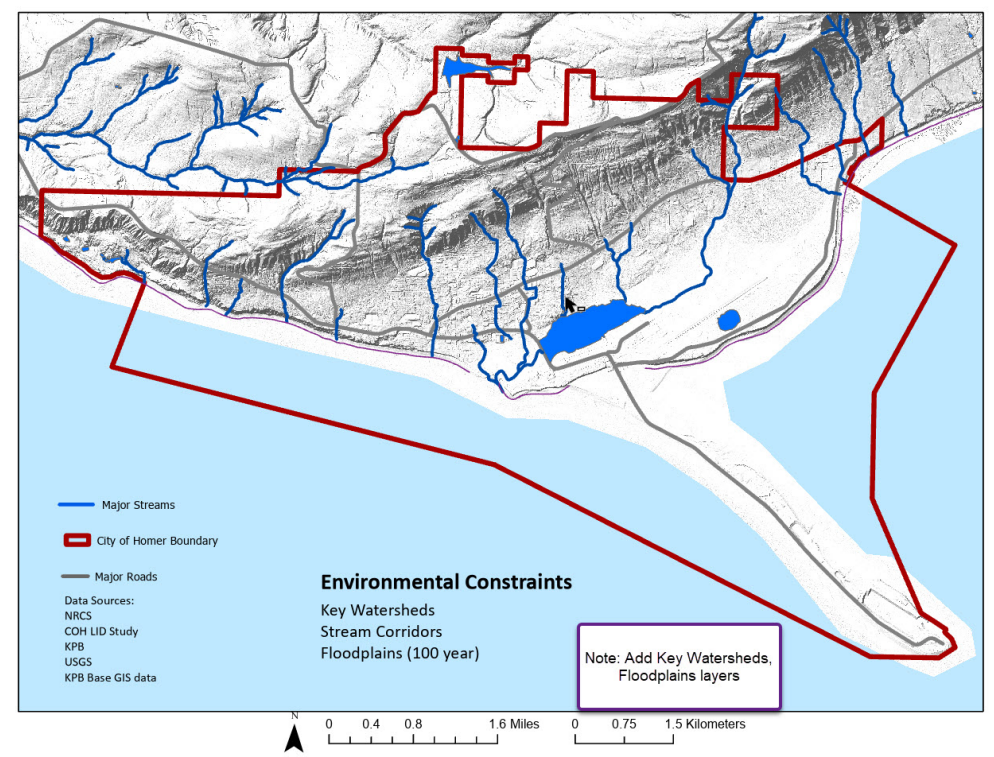 Major Streams
City of Homer Boundary
Major Roads
Data Sources:
NRCS
COH LID Study
KPB
USGS
KPB Base GIS data
Environmental Constraints
Key Watersheds
Stream Corridors
Floodplains (100 year)
Note: Add Key Watersheds,
Floodplains layers
N
0 0.4 0.8 1.6 Miles
0 0.75 1.5 Kilometers